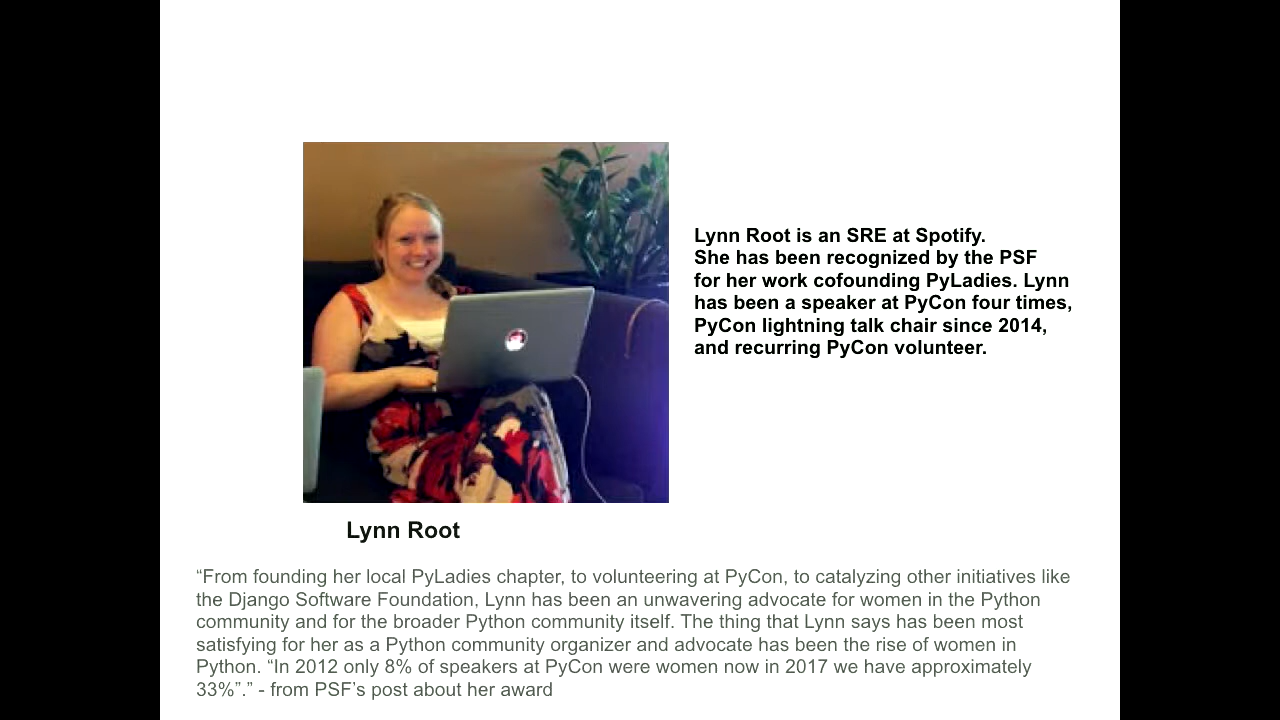 Lynn Root is an SRE at Spotify.
She has been recognized by the PSF
for her work cofounding PyLadies. Lynn
has been a speaker at PyCon four times,
PyCon lightning talk chair since 2014,
and recurring PyCon volunteer.
Lynn Root
“From founding her local PyLadies chapter, to volunteering at PyCon, to catalyzing other initiatives like
the Django Software Foundation, Lynn has been an unwavering advocate for women in the Python
community and for the broader Python community itself. The thing that Lynn says has been most
satisfying for her as a Python community organizer and advocate has been the rise of women in
Python. “In 2012 only 8% of speakers at PyCon were women now in 2017 we have approximately
33%”.” - from PSF’s post about her award